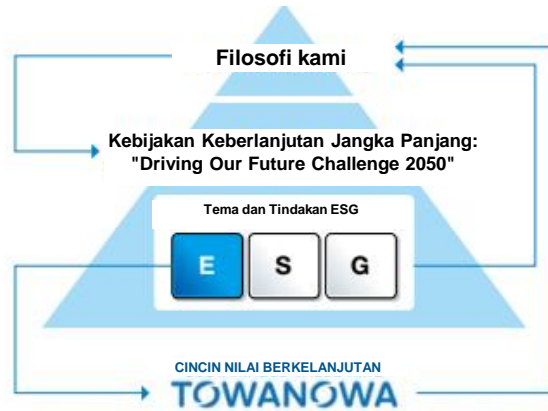 Filosofi kami
Kebijakan Keberlanjutan Jangka Panjang:
"Driving Our Future Challenge 2050"
Tema dan Tindakan ESG
E S G
CINCIN NILAI BERKELANJUTAN
TOWANOWA